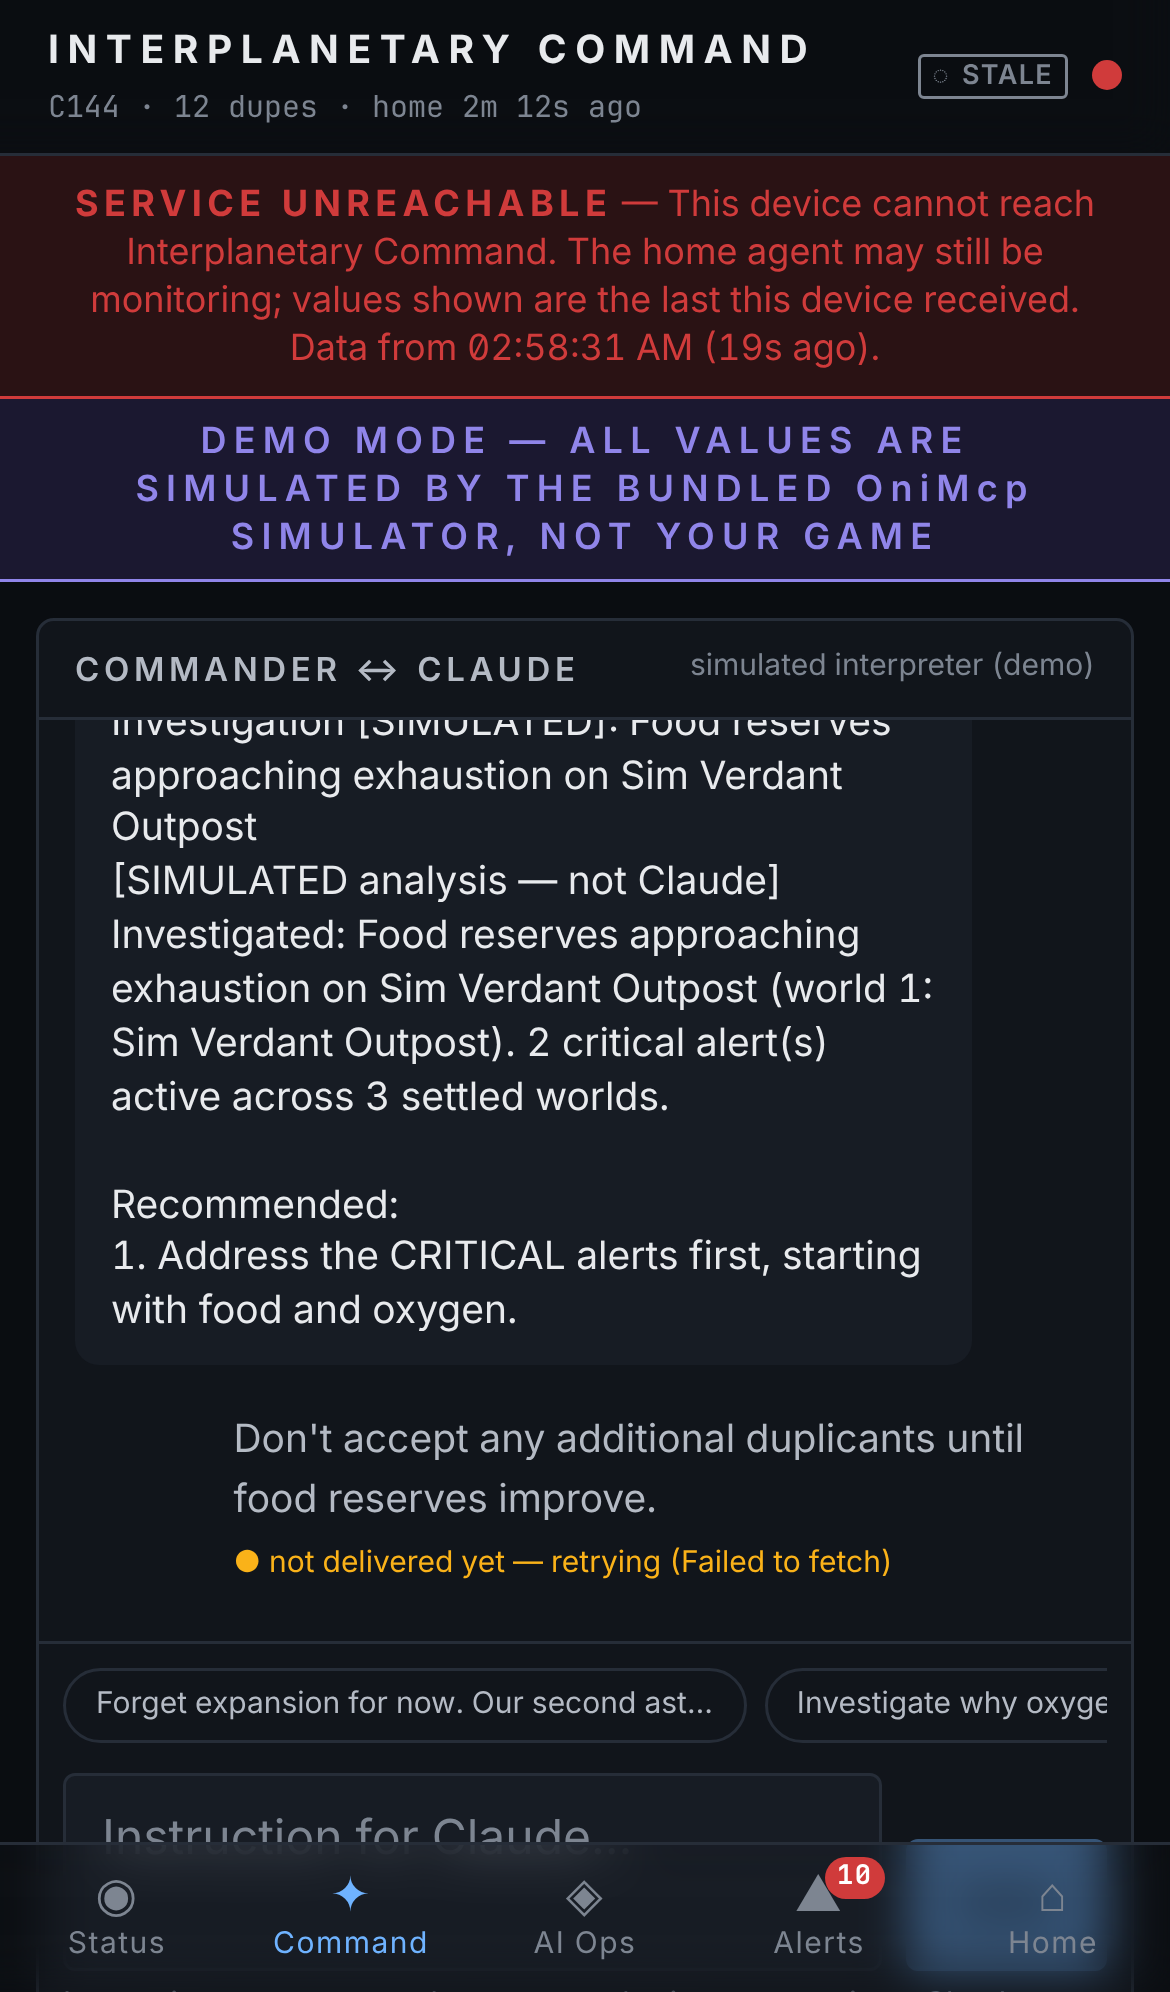 INTERPLANETARY COMMAND
C144 · 12 dupes · home 2m 12s ago
STALE
SERVICE UNREACHABLE — This device cannot reach
Interplanetary Command. The home agent may still be
monitoring; values shown are the last this device received.
Data from 02:58:31 AM (19s ago).
DEMO MODE — ALL VALUES ARE
SIMULATED BY THE BUNDLED OniMcp
SIMULATOR, NOT YOUR GAME
COMMANDER ↔ CLAUDE
simulated interpreter (demo)
Investigation [SIMULATED]: Food reserves
approaching exhaustion on Sim Verdant
Outpost
[SIMULATED analysis — not Claude]
Investigated: Food reserves approaching
exhaustion on Sim Verdant Outpost (world 1:
Sim Verdant Outpost). 2 critical alert(s)
active across 3 settled worlds.
Recommended:
1. Address the CRITICAL alerts first, starting
with food and oxygen.
Don't accept any additional duplicants until
food reserves improve.
not delivered yet — retrying (Failed to fetch)
Forget expansion for now. Our second ast...
Investigate why oxyge
Instruction for Claude...
10
Status
Command
AI Ops
Alerts
Home